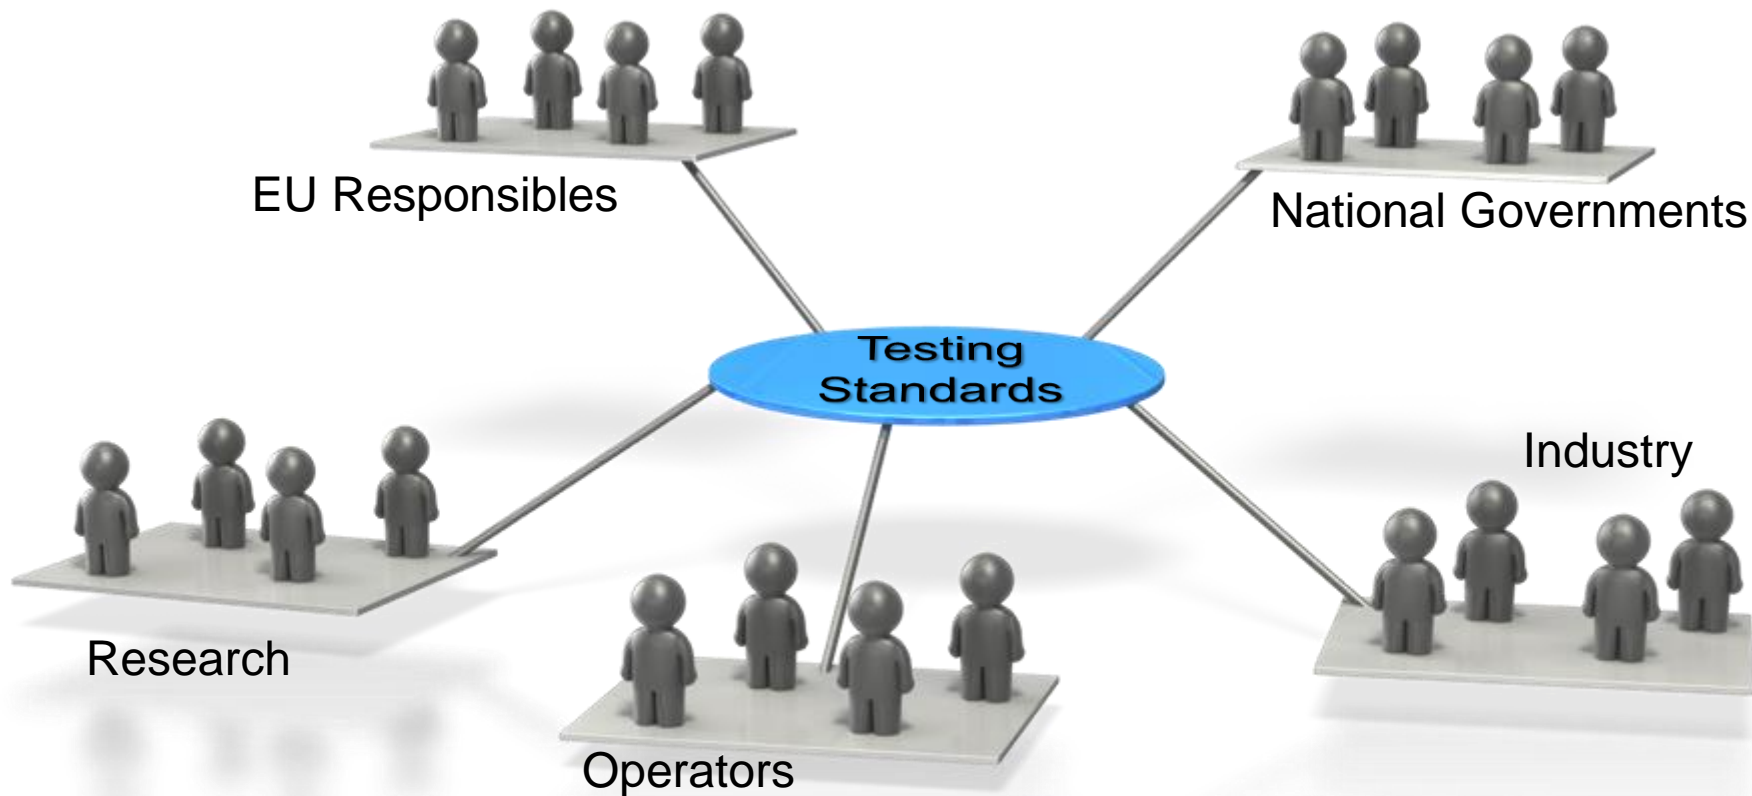 EU Responsibles
National Governments
Testing
Standards
Industry
Research
Operators